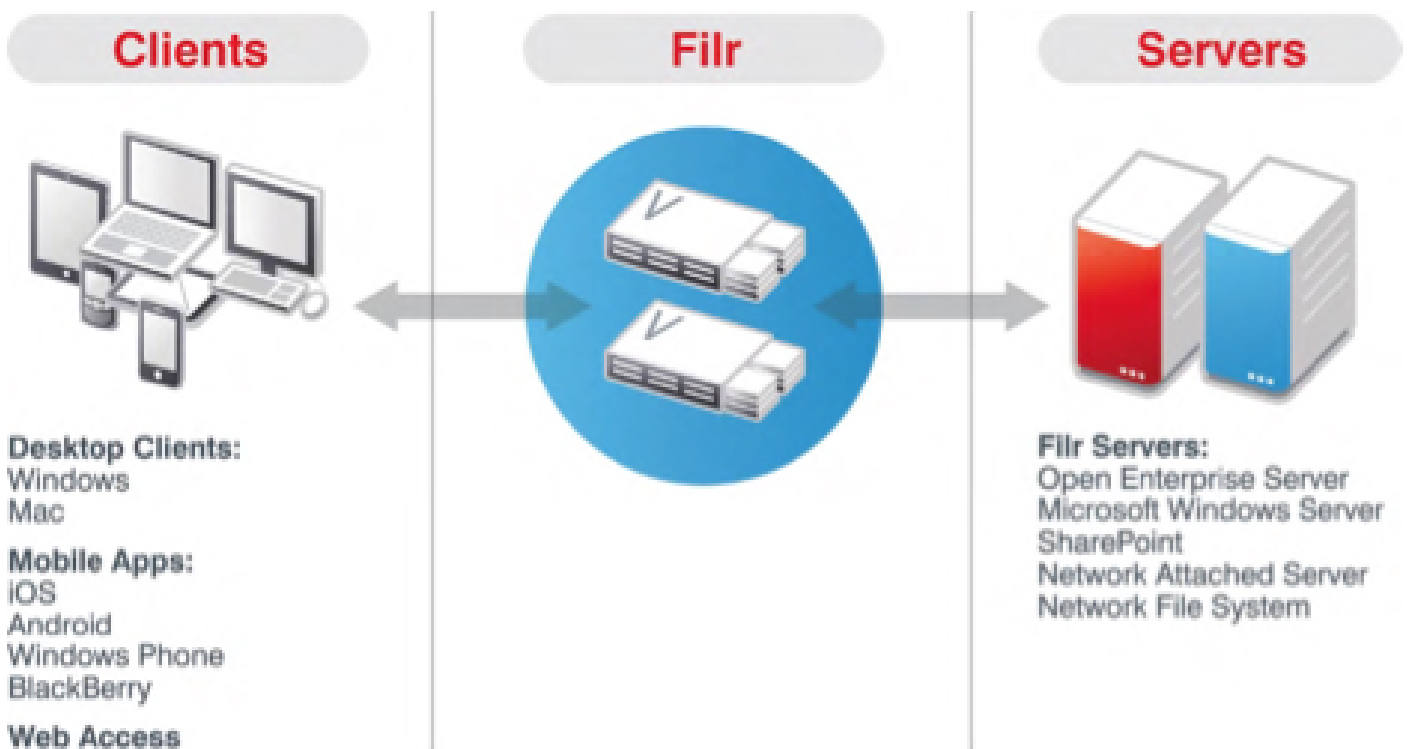 Clients
Filr
Servers
Desktop Clients:
Windows
Mac
Mobile Apps:
iOS
Android
Windows Phone
BlackBerry
Web Access
Filr Servers:
Open Enterprise Server
Microsoft Windows Server
SharePoint
Network Attached Server
Network File System